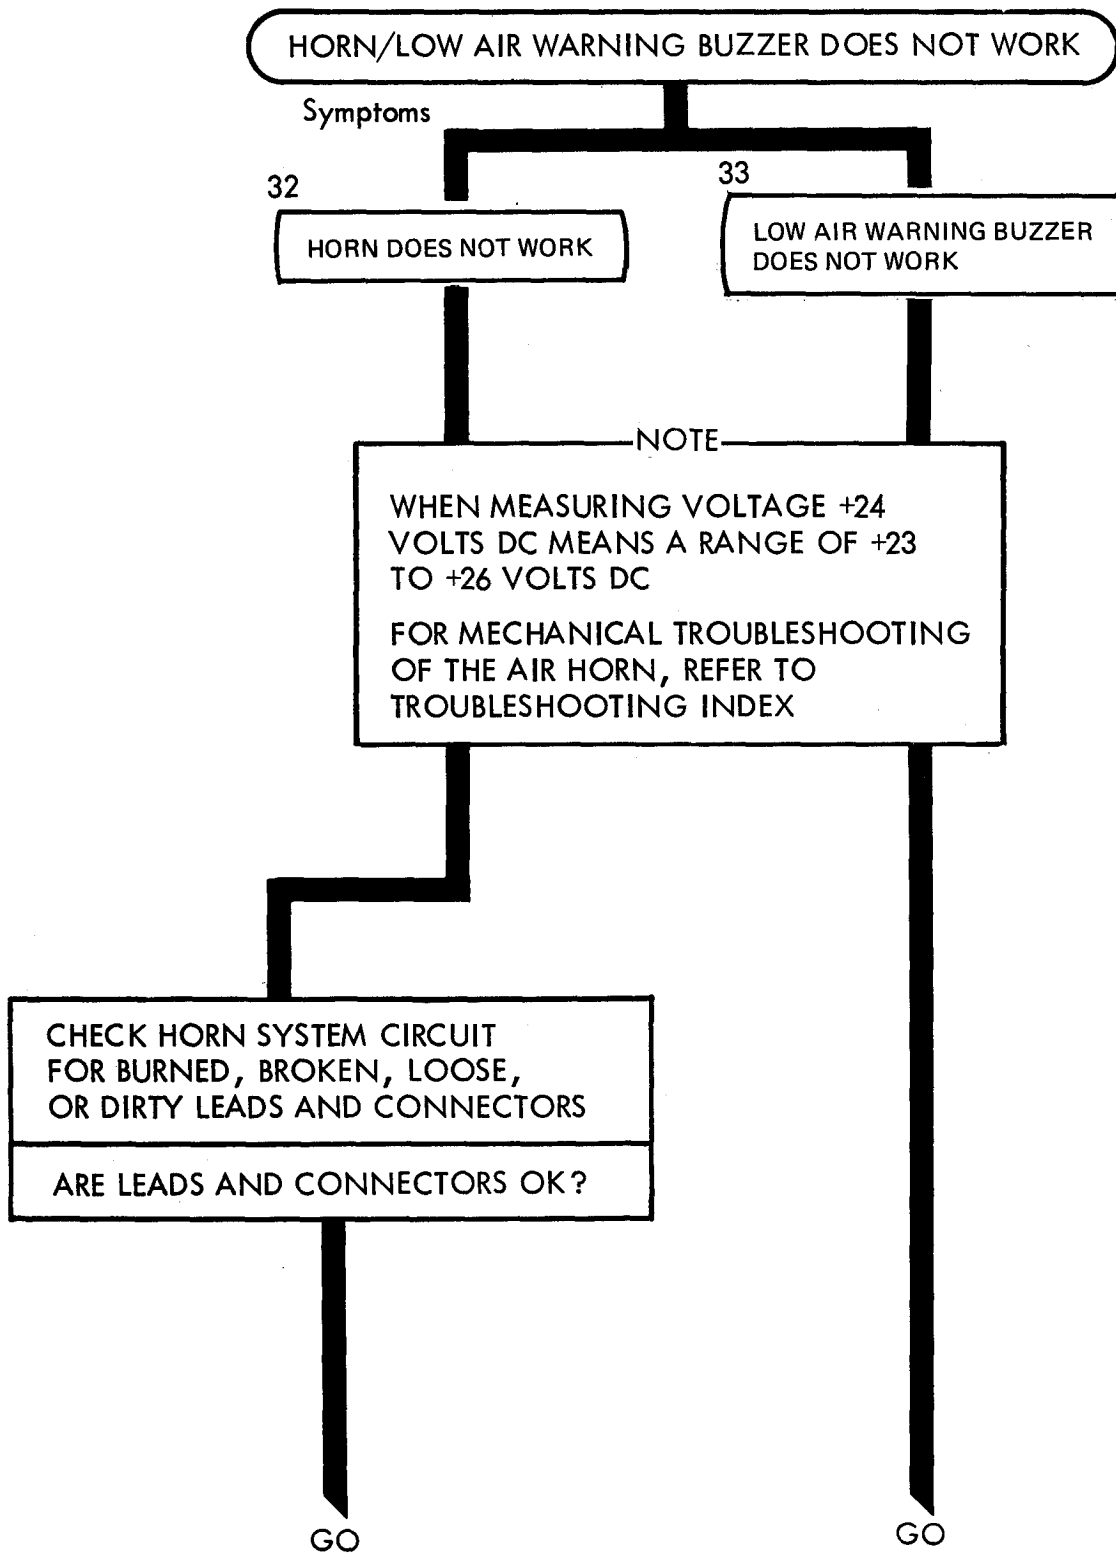 HORN/LOW AIR WARNING BUZZER DOES NOT WORK
Symptoms
32
HORN DOES NOT WORK
33
LOW AIR WARNING BUZZER
DOES NOT WORK
NOTE
WHEN MEASURING VOLTAGE +24
VOLTS DC MEANS A RANGE OF +23
TO +26 VOLTS DC
FOR MECHANICAL TROUBLESHOOTING
OF THE AIR HORN, REFER TO
TROUBLESHOOTING INDEX
CHECK HORN SYSTEM CIRCUIT
FOR BURNED, BROKEN, LOOSE,
OR DIRTY LEADS AND CONNECTORS
ARE LEADS AND CONNECTORS OK?
GO
GO